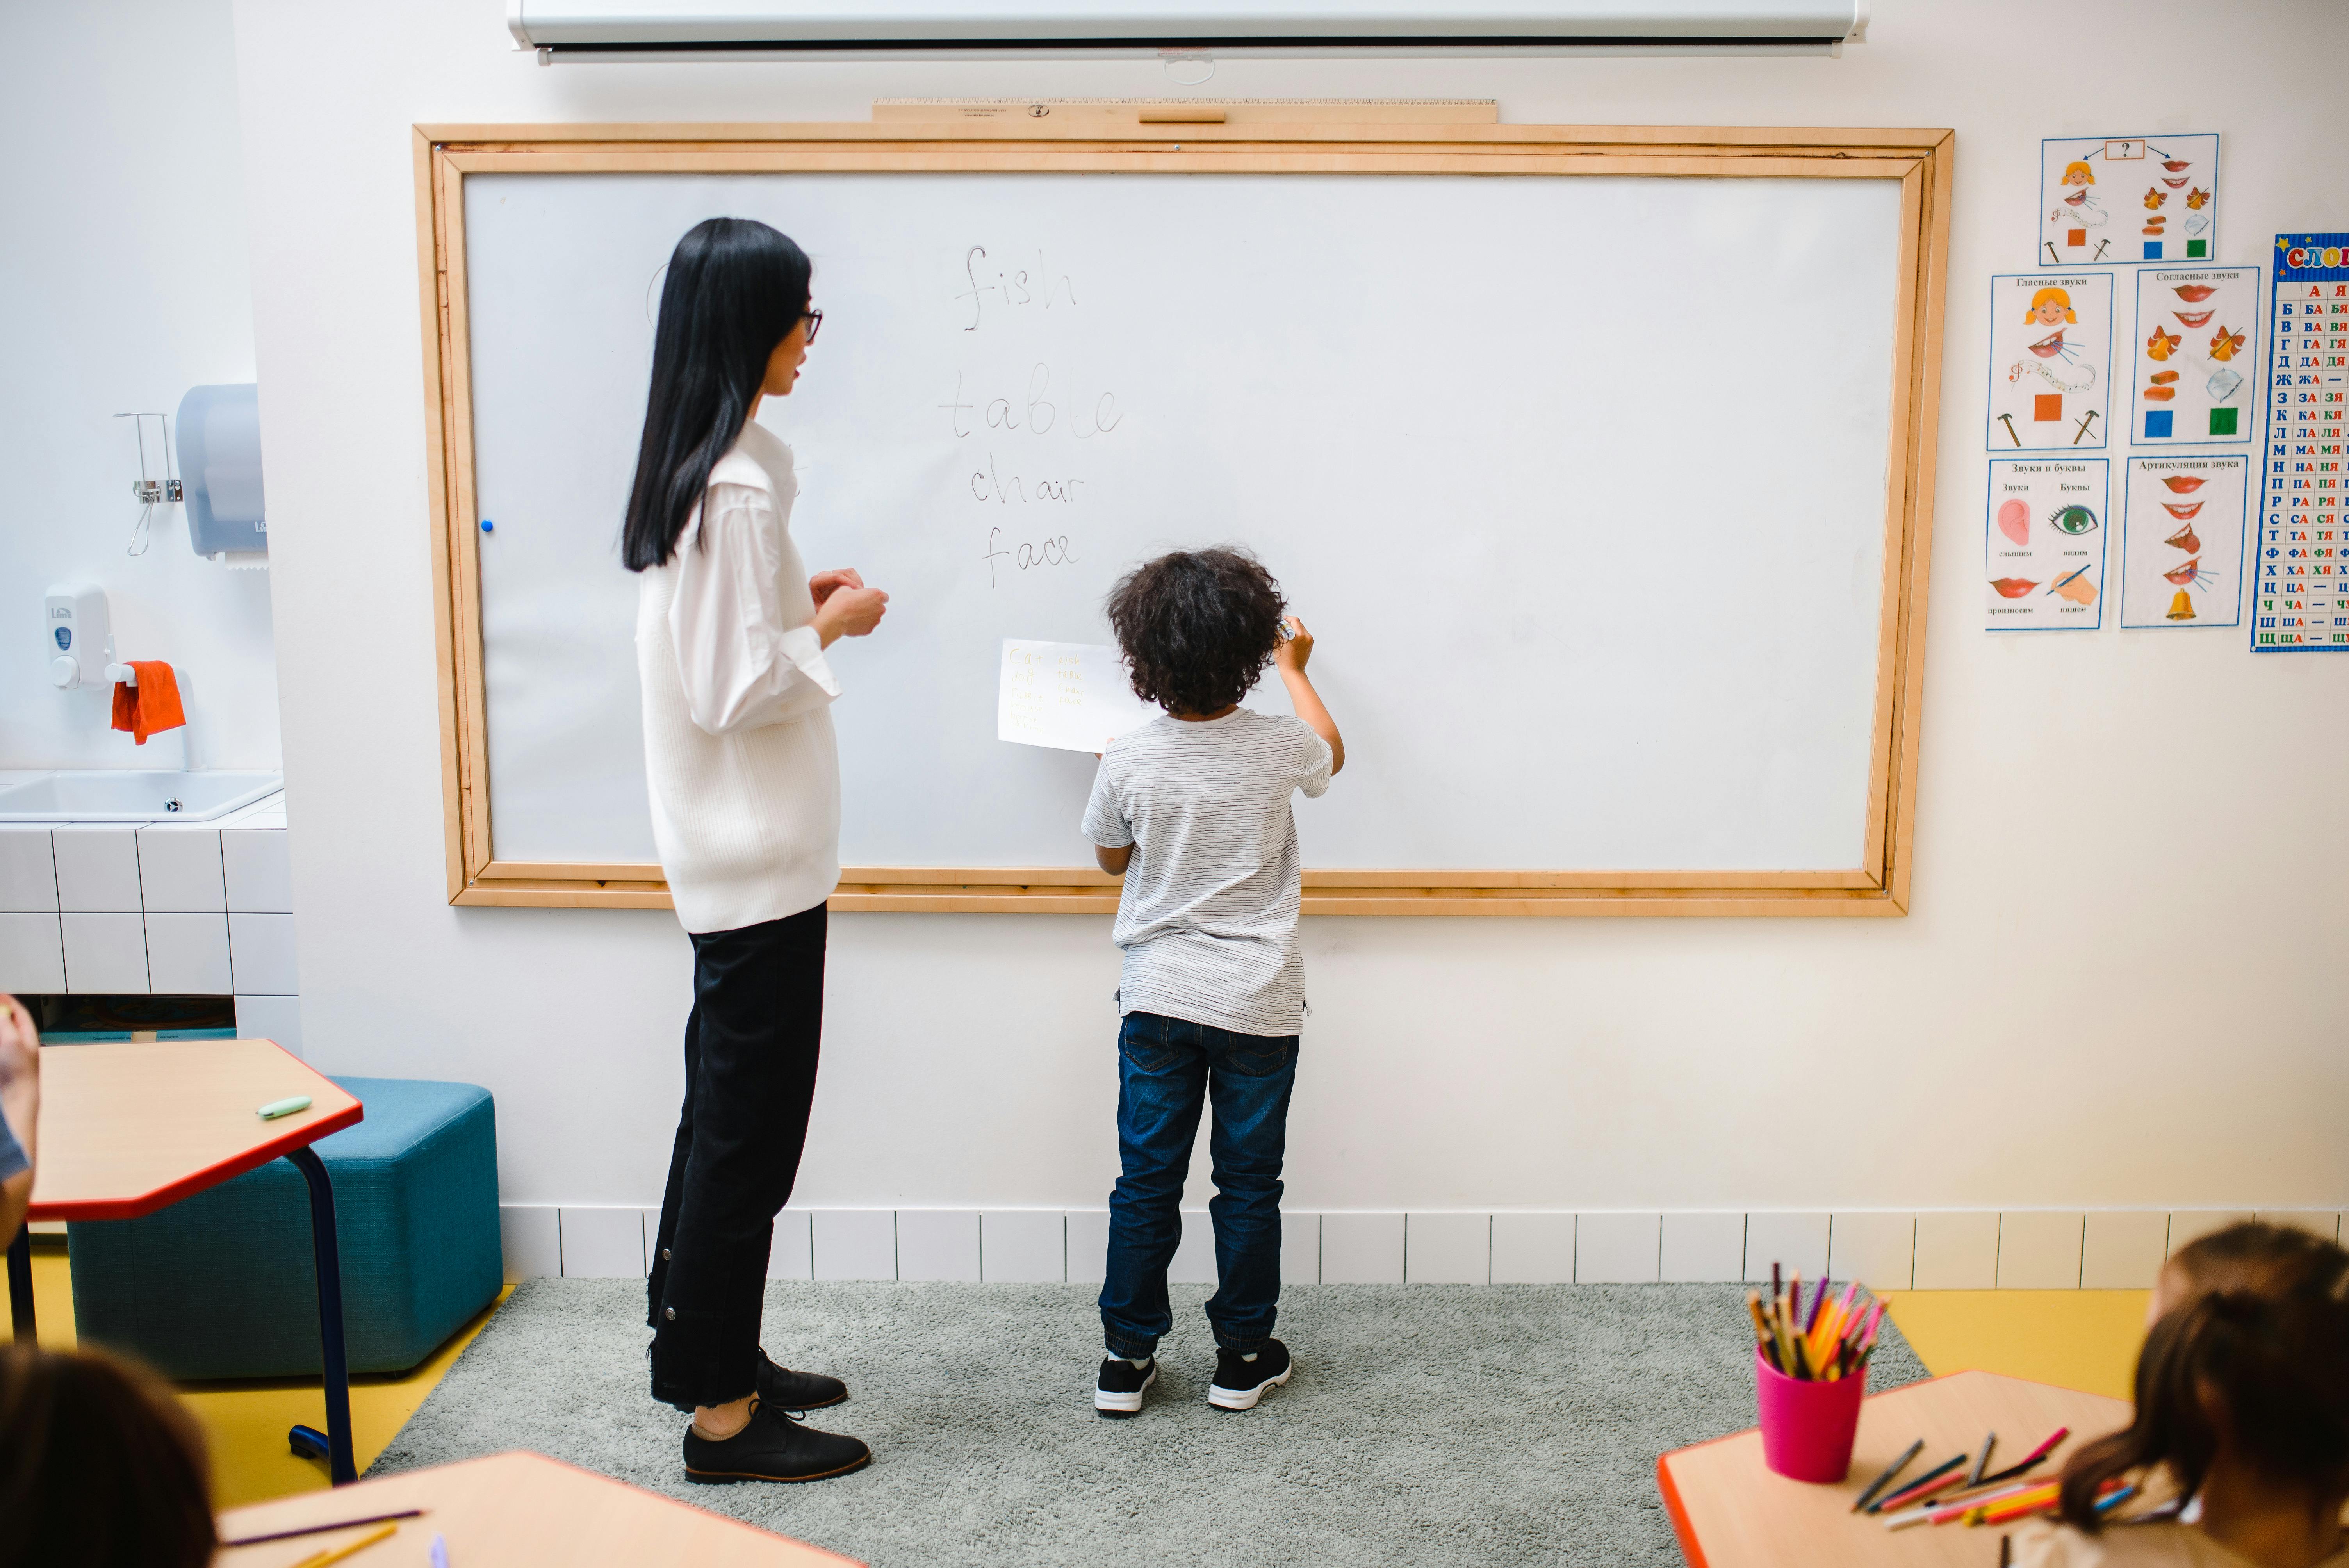 fish
table
chair
face
?
Гласные звуки
Согласные звуки
Звуки и буквы
Звуки Буквы
слышим видим
произносим пишем
Артикуляция звука
СЛОГ
А Я
Б БА БЯ
В ВА ВЯ
Г ГА ГЯ
Д ДА ДЯ
Ж ЖА —
З ЗА ЗЯ
К КА КЯ
Л ЛА ЛЯ
М МА МЯ
Н НА НЯ
П ПА ПЯ
Р РА РЯ
С СА СЯ
Т ТА ТЯ
Ф ФА ФЯ
Х ХА ХЯ
Ц ЦА —
Ч ЧА —
Ш ША —
Щ ЩА —